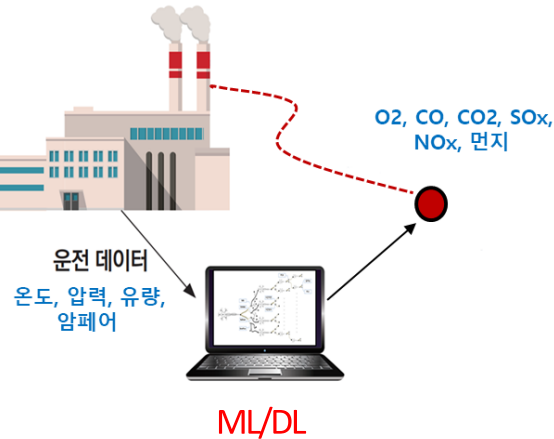 O2, CO, CO2, SOx,
NOx, 먼지
운전 데이터
온도, 압력, 유량,
암페어
ML/DL